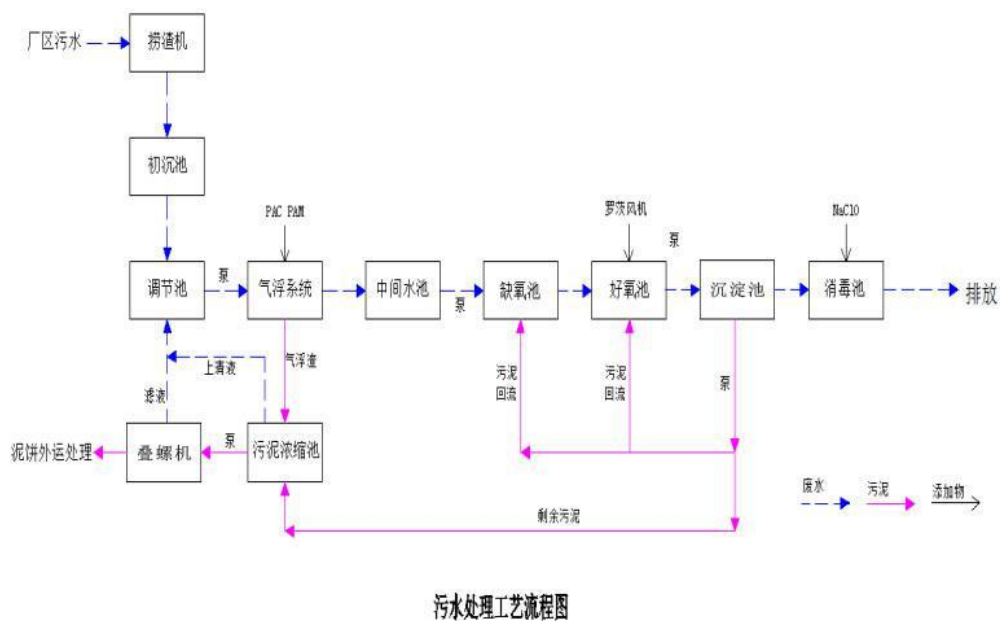 厂区污水
捞渣机
初沉池
PAC PAM
罗茨风机
NaClO
泵
调节池
泵
气浮系统
中间水池
泵
缺氧池
好氧池
沉淀池
消毒池
排放
上清液
气浮渣
滤液
污泥
回流
污泥
回流
泵
泥饼外运处理
叠螺机
泵
污泥浓缩池
剩余污泥
废水
污泥
添加物
污水处理工艺流程图